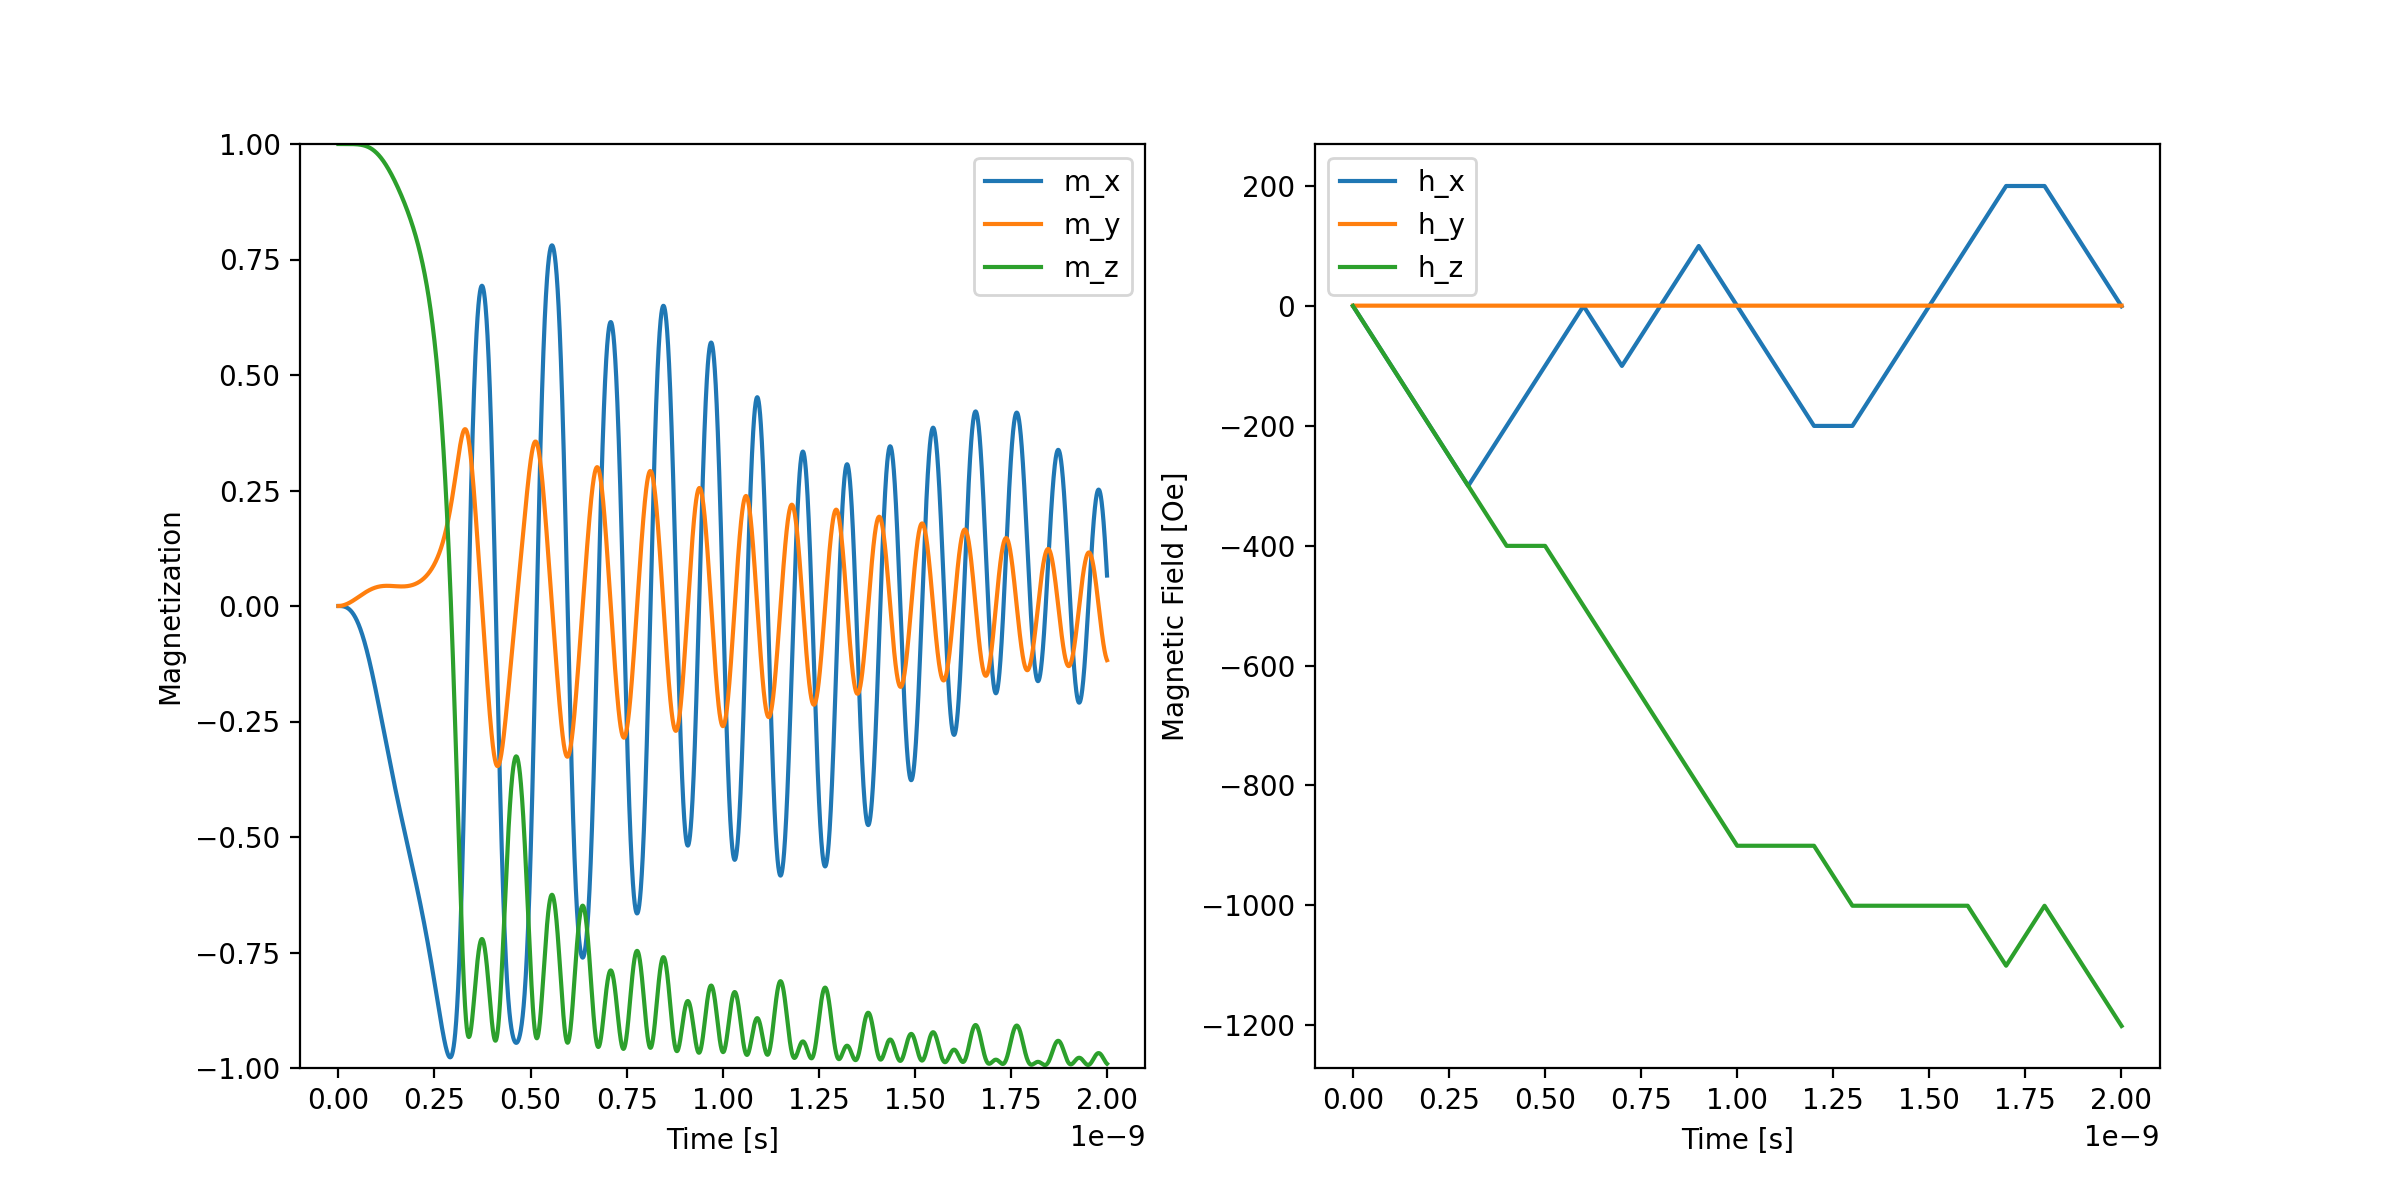 Magnetization
1.00
0.75
0.50
0.25
0.00
−0.25
−0.50
−0.75
−1.00
m_x
m_y
m_z
0.00 0.25 0.50 0.75 1.00 1.25 1.50 1.75 2.00
Time [s]
1e−9
Magnetic Field [Oe]
200
0
−200
−400
−600
−800
−1000
−1200
h_x
h_y
h_z
0.00 0.25 0.50 0.75 1.00 1.25 1.50 1.75 2.00
Time [s]
1e−9